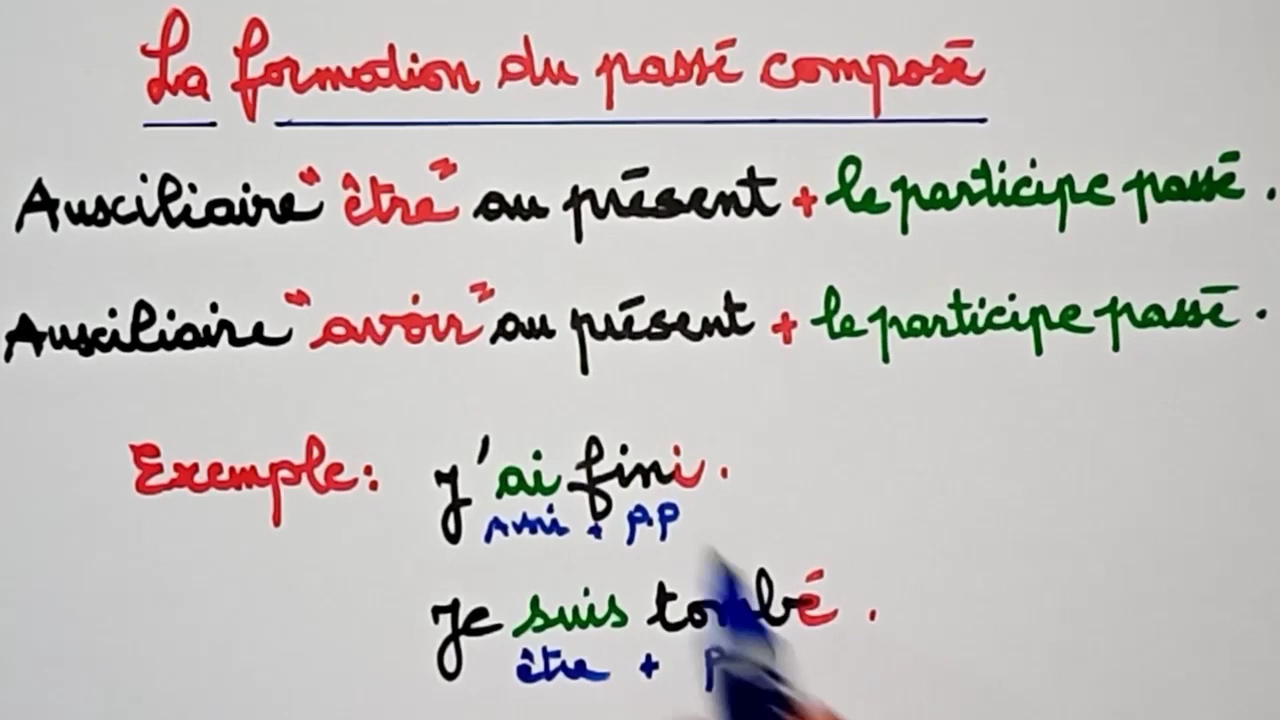 La formation du passé composé
Auxiliaire "être" au présent + le participe passé.
Auxiliaire "avoir" au présent + le participe passé.
Exemple: J'ai fini.
+ PP
Je suis tombé.
être + P